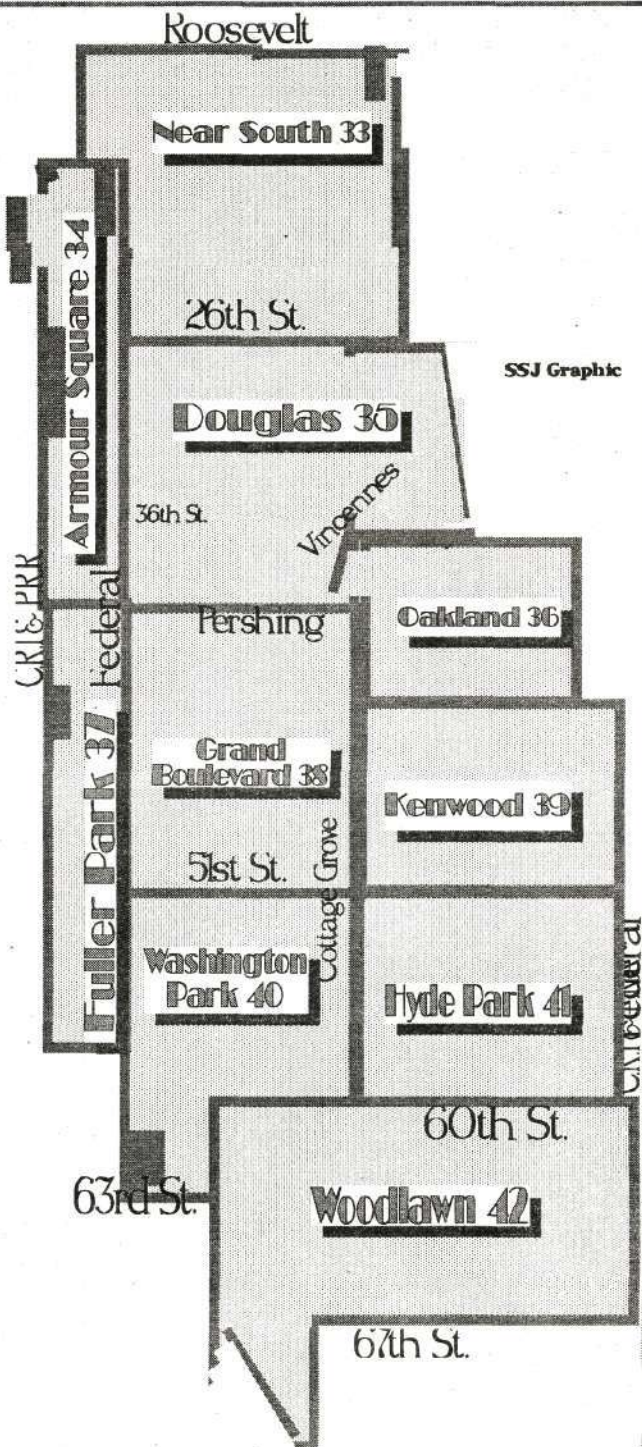 Roosevelt
Near South 33
Armour Square 34
26th St.
SSJ Graphic
Douglas 35
36th St.
Vincennes
CRI & PRR
Federal
Pershing
Oakland 36
Fuller Park 37
Grand
Boulevard 38
Kenwood 39
51st St.
Cottage Grove
Washington
Park 40
Hyde Park 41
60th St.
63rd St.
Woodlawn 42
67th St.